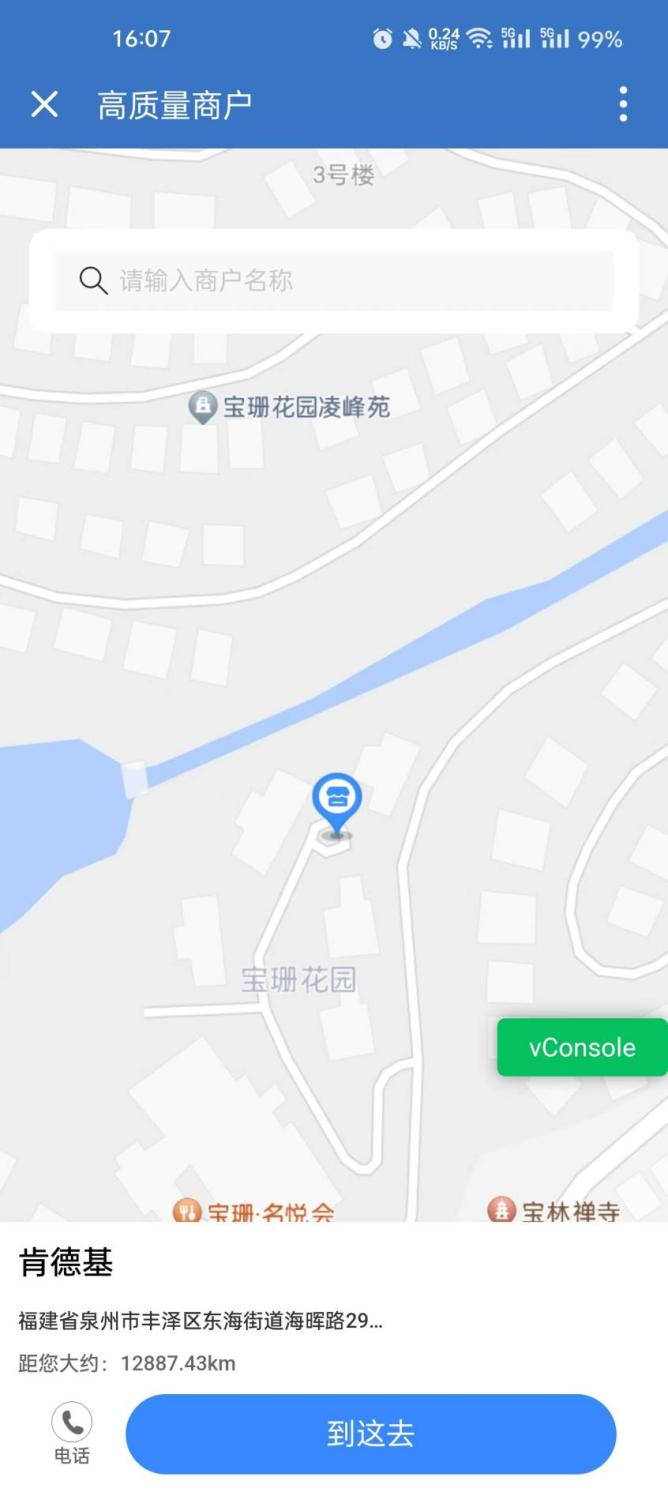 16:07
0.24
KB/S
5G
5G
99%
高质量商户
3号楼
请输入商户名称
宝珊花园凌峰苑
宝珊花园
vConsole
宝珊·名悦会
宝林禅寺
肯德基
福建省泉州市丰泽区东海街道海晖路29...
距您大约：12887.43km
电话
到这去